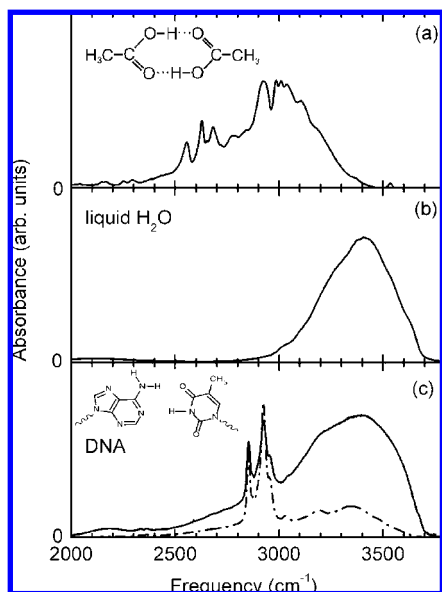 (a)
O-H···O
H₃C-C C-CH₃
O···H-O
0
(b)
liquid H₂O
Absorbance (arb. units)
0
(c)
H
N-H
N N
N N
CH₃
O
H-N
N
O
DNA
0
2000 2500 3000 3500
Frequency (cm⁻¹)